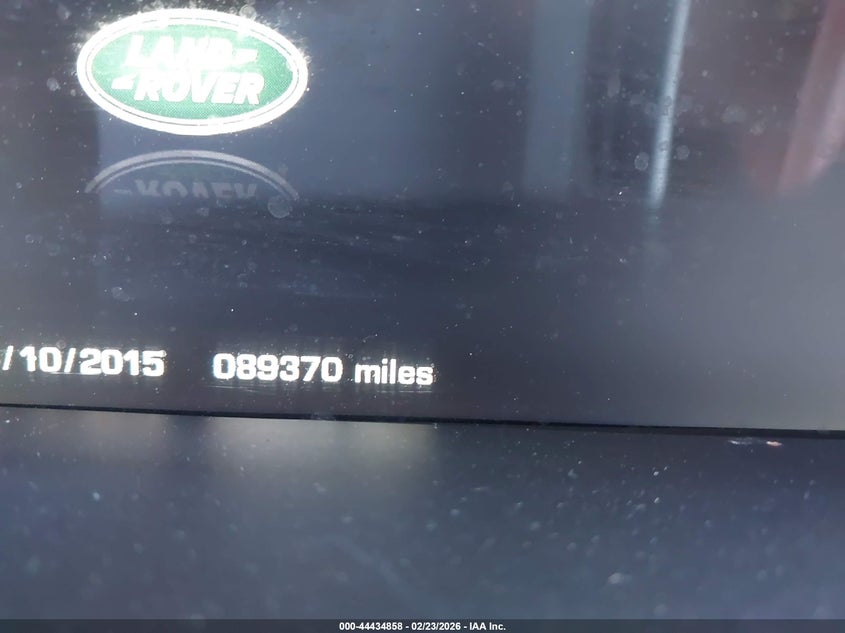 LAND
ROVER
/10/2015 089370 miles
000-44434858 - 02/23/2026 - IAA Inc.